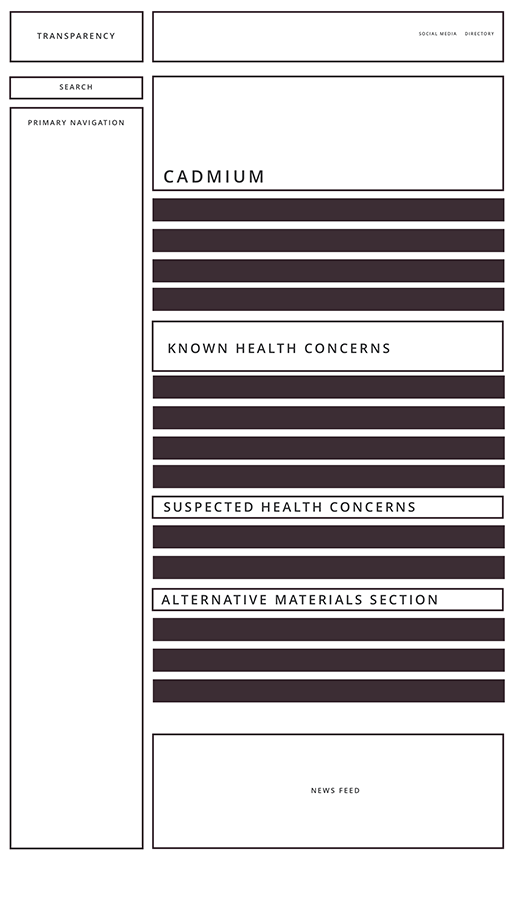 TRANSPARENCY
SOCIAL MEDIA DIRECTORY
SEARCH
PRIMARY NAVIGATION
CADMIUM
KNOWN HEALTH CONCERNS
SUSPECTED HEALTH CONCERNS
ALTERNATIVE MATERIALS SECTION
NEWS FEED